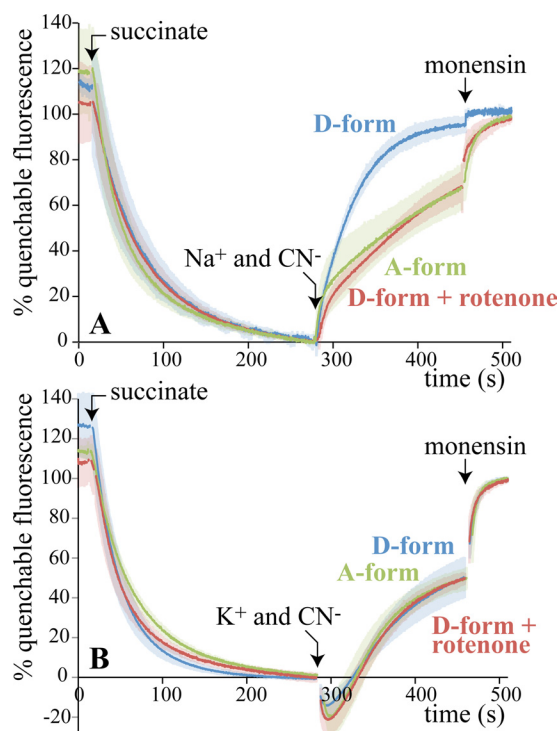 140
120
100
80
60
40
20
0
% quenchable fluorescence
succinate
monensin
D-form
Na⁺ and CN-
A-form
D-form + rotenone
A
0 100 200 300 400 500
time (s)
140
120
100
80
60
40
20
0
-20
% quenchable fluorescence
succinate
monensin
D-form
A-form
K⁺ and CN-
D-form +
rotenone
B
0 100 200 300 400 500
time (s)